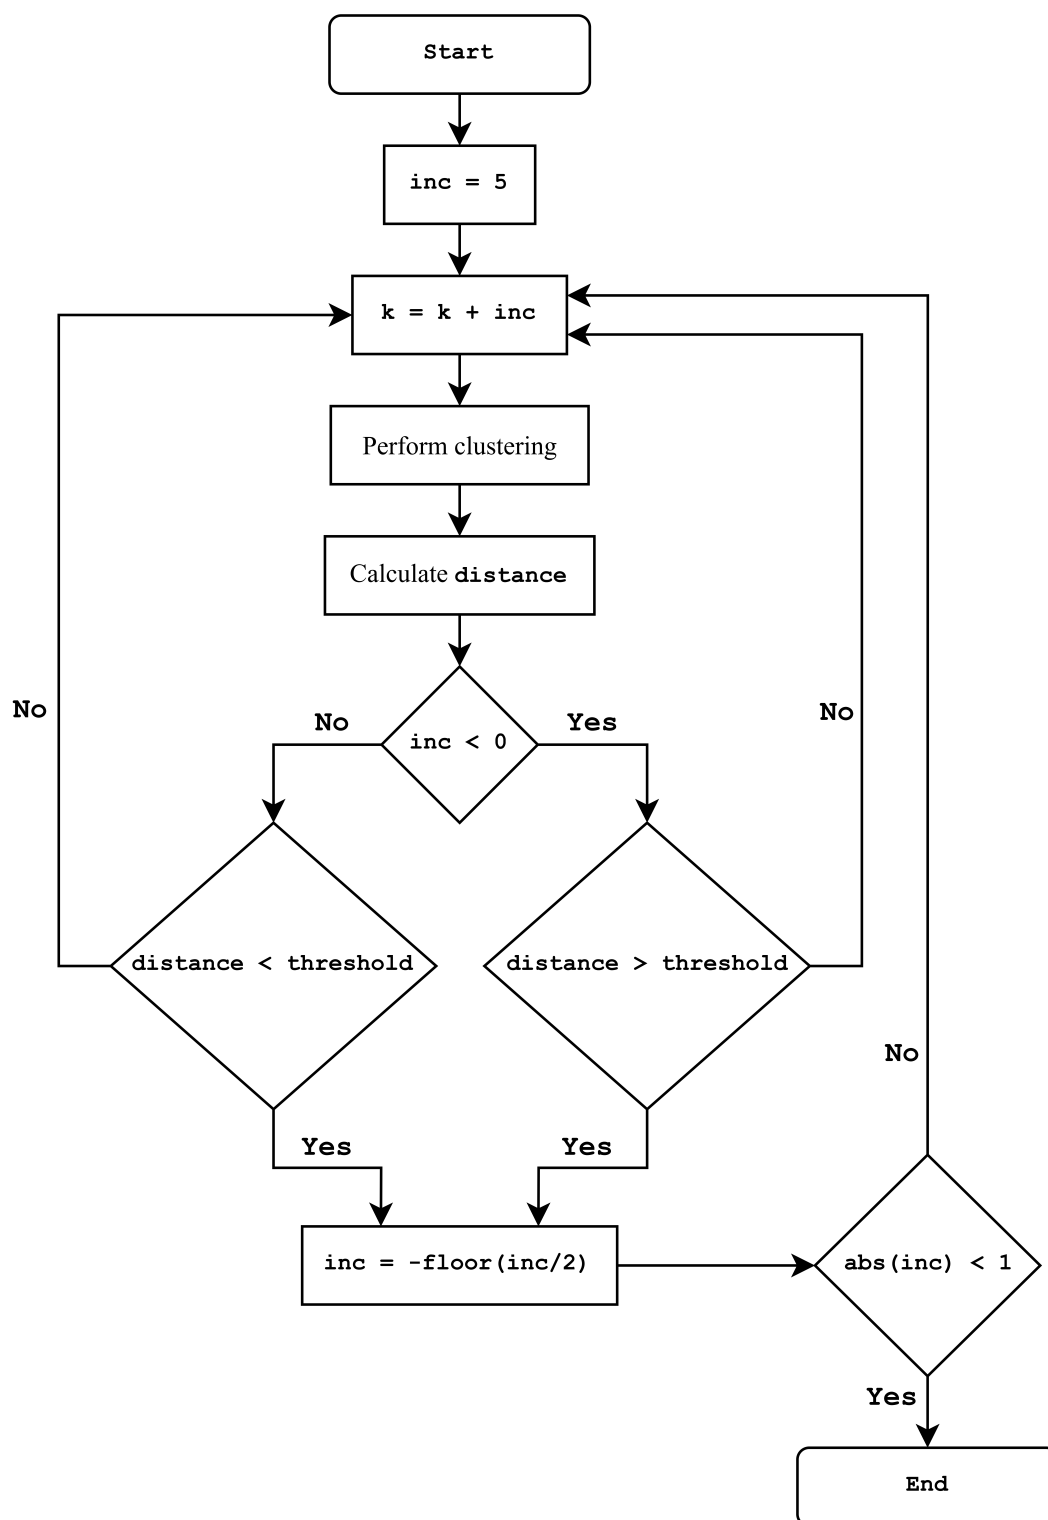 Start
inc = 5
k = k + inc
Perform clustering
Calculate distance
No
No
No
Yes
inc < 0
distance < threshold
distance > threshold
No
Yes
Yes
inc = -floor(inc/2)
abs(inc) < 1
Yes
End